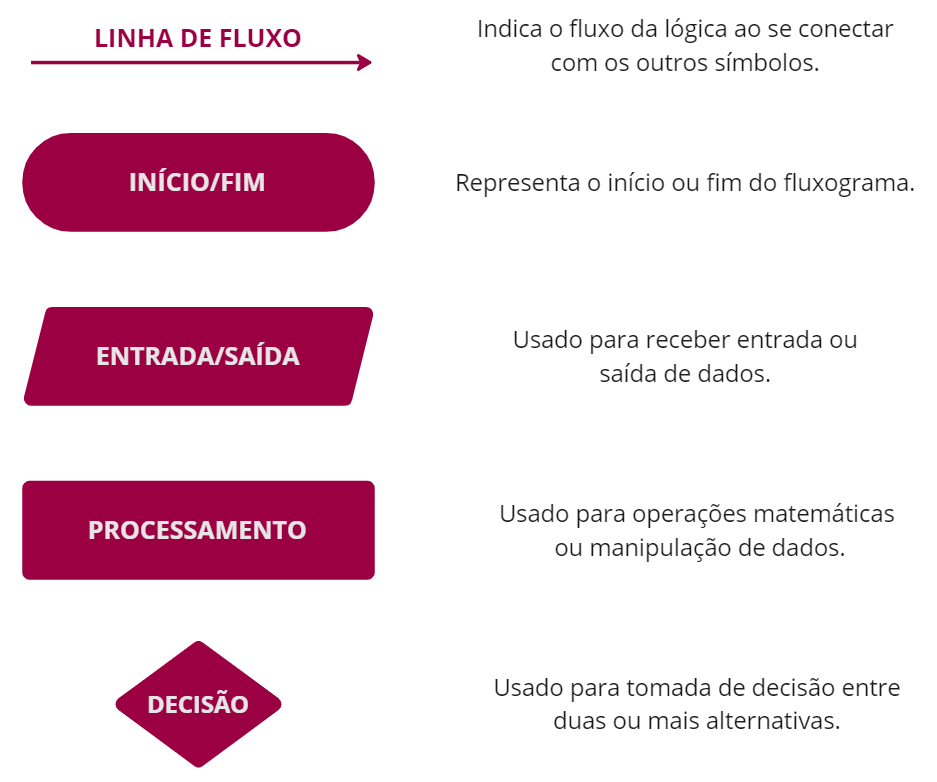 LINHA DE FLUXO
Indica o fluxo da lógica ao se conectar
com os outros símbolos.
INÍCIO/FIM
Representa o início ou fim do fluxograma.
ENTRADA/SAÍDA
Usado para receber entrada ou
saída de dados.
PROCESSAMENTO
Usado para operações matemáticas
ou manipulação de dados.
DECISÃO
Usado para tomada de decisão entre
duas ou mais alternativas.